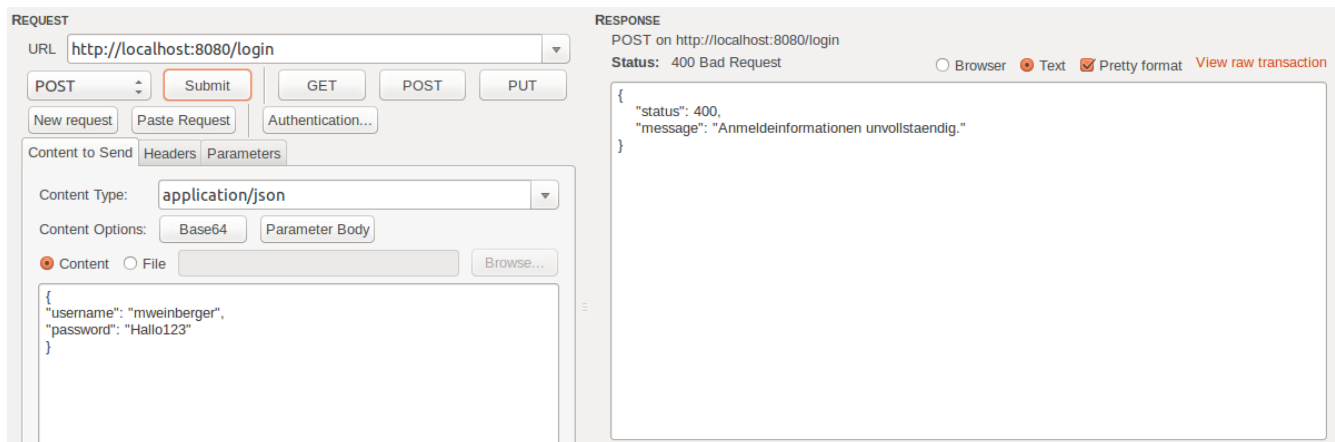 REQUEST
URL http://localhost:8080/login
POST Submit GET POST PUT
New request Paste Request Authentication...
Content to Send Headers Parameters
Content Type: application/json
Content Options: Base64 Parameter Body
Content File Browse...
{
"username": "mweinberger",
"password": "Hallo123"
}
RESPONSE
POST on http://localhost:8080/login
Status: 400 Bad Request Browser Text Pretty format View raw transaction
{
"status": 400,
"message": "Anmeldeinformationen unvollstaendig."
}